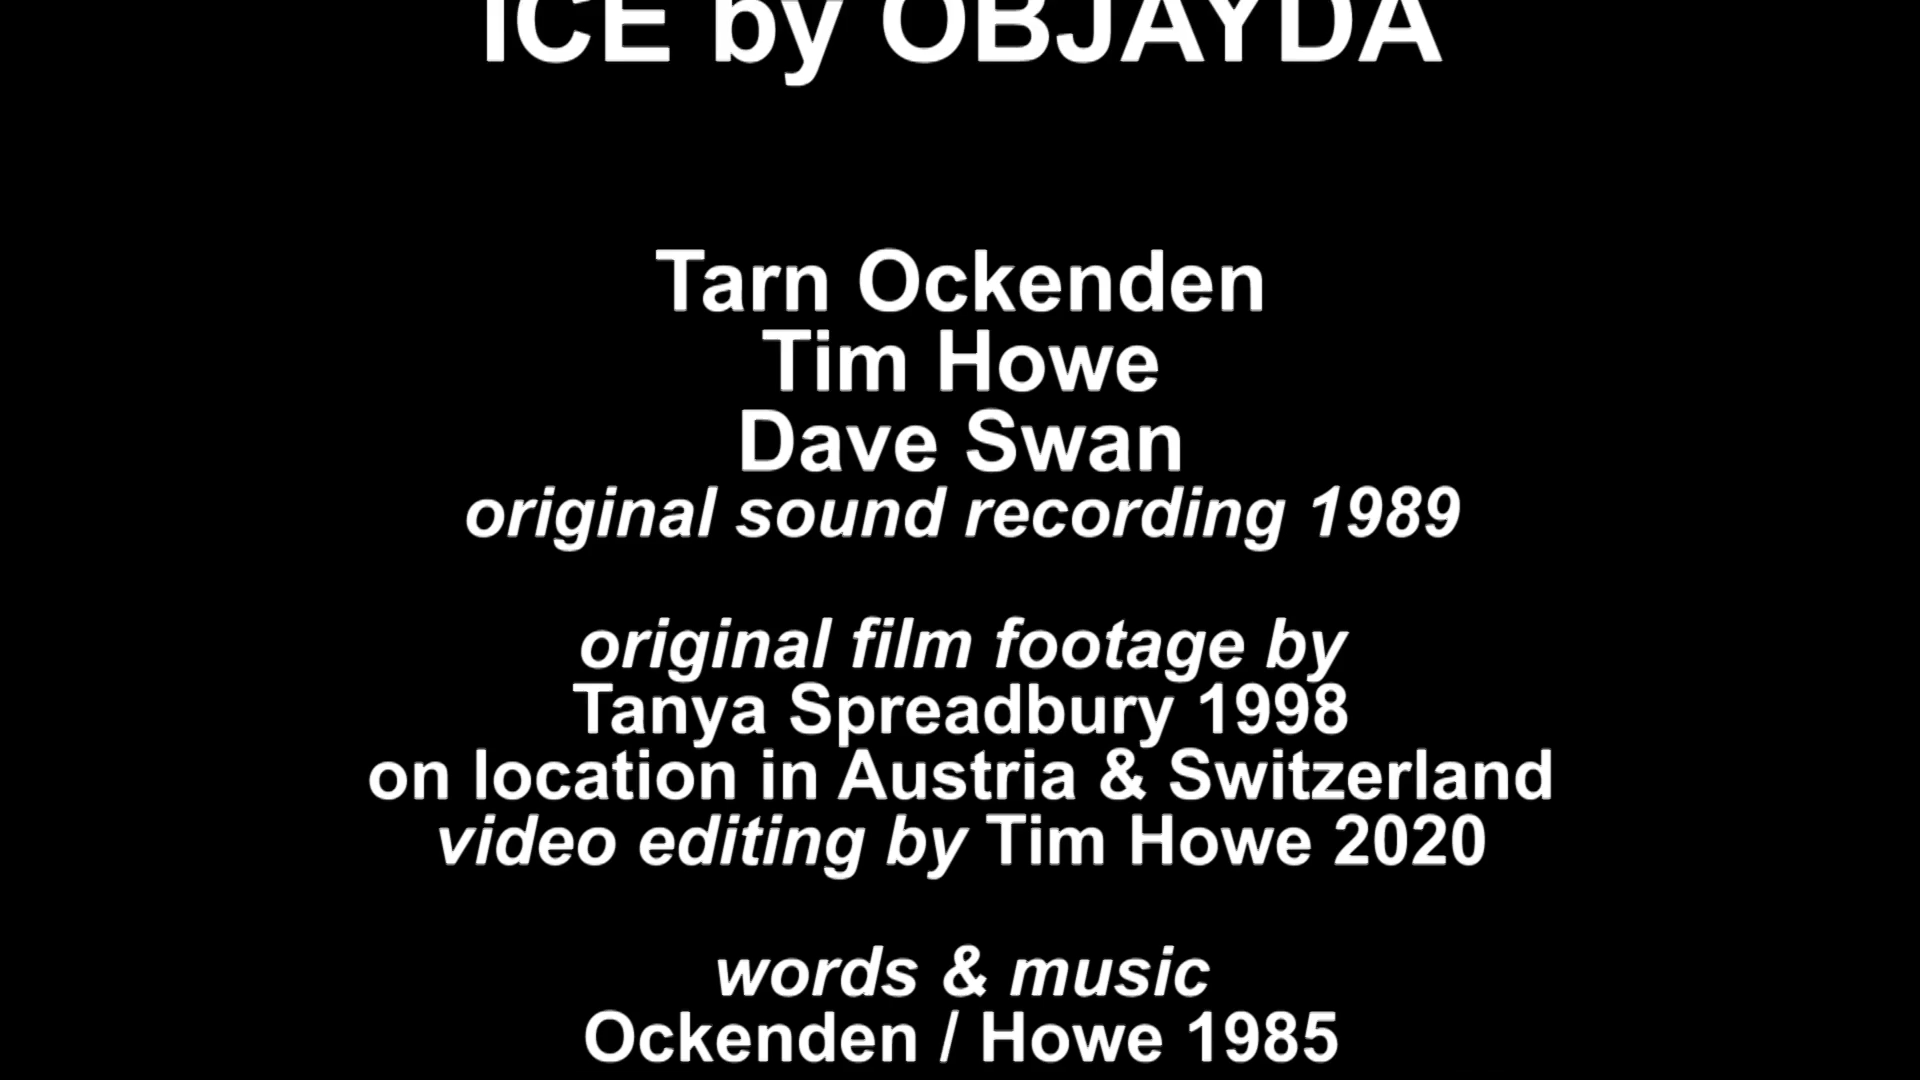 ICE by OBJAYDA
Tarn Ockenden
Tim Howe
Dave Swan
original sound recording 1989
original film footage by
Tanya Spreadbury 1998
on location in Austria & Switzerland
video editing by Tim Howe 2020
words & music
Ockenden / Howe 1985